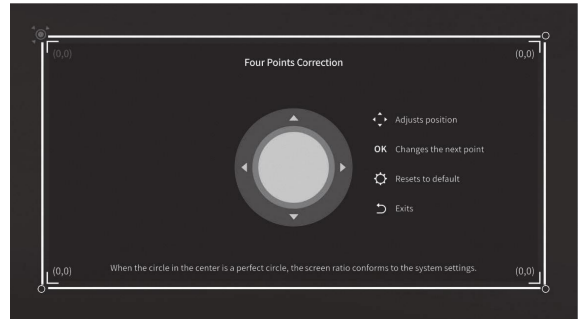 (0,0)
(0,0)
Four Points Correction
Adjusts position
OK Changes the next point
Resets to default
Exits
(0,0)
When the circle in the center is a perfect circle, the screen ratio conforms to the system settings.
(0,0)